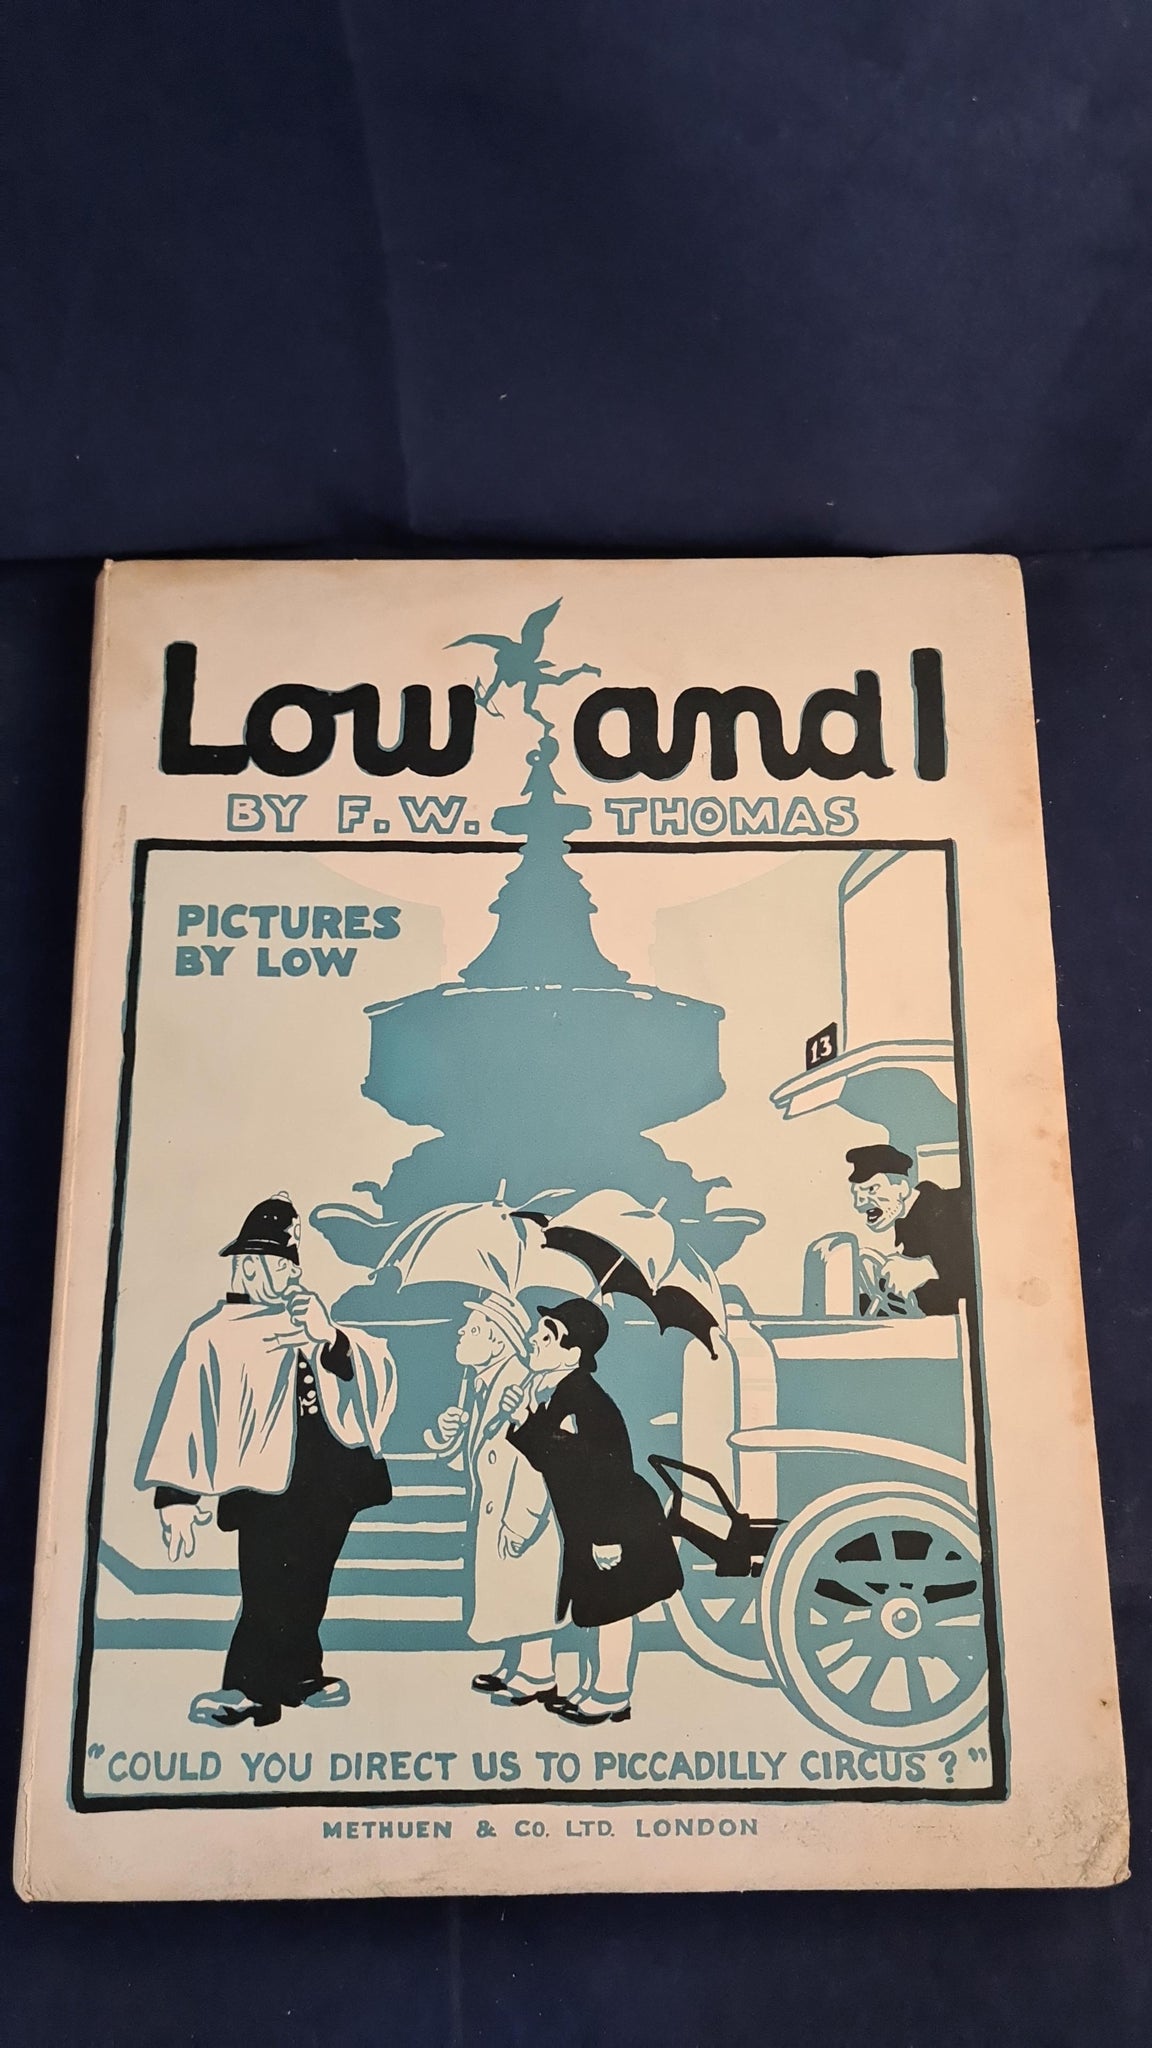 Low and I
BY F. W. THOMAS
PICTURES
BY LOW
13
"COULD YOU DIRECT US TO PICCADILLY CIRCUS?"
METHUEN & CO. LTD. LONDON